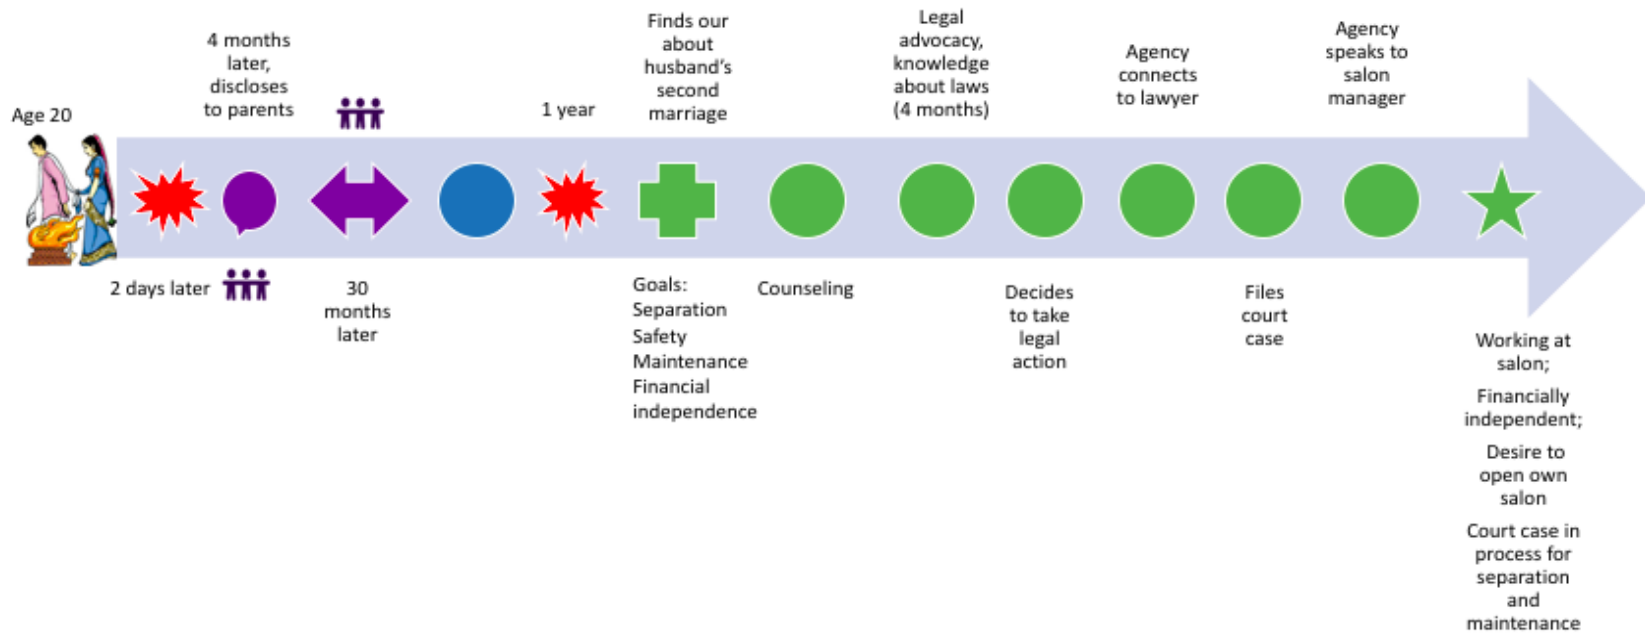 Age 20
2 days later
4 months
later,
discloses
to parents
30
months
later
1 year
Finds our
about
husband's
second
marriage
Goals:
Separation
Safety
Maintenance
Financial
independence
Counseling
Legal
advocacy,
knowledge
about laws
(4 months)
Decides
to take
legal
action
Agency
connects
to lawyer
Files
court
case
Agency
speaks to
salon
manager
Working at
salon;
Financially
independent;
Desire to
open own
salon
Court case in
process for
separation
and
maintenance